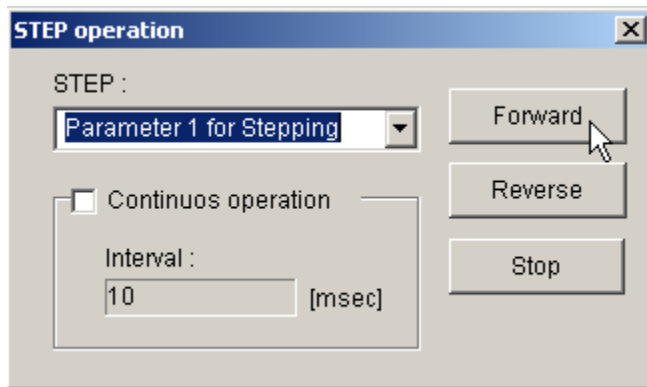 STEP operation
STEP :
Parameter 1 for Stepping
Forward
Continuos operation
Reverse
Interval :
10 [msec]
Stop